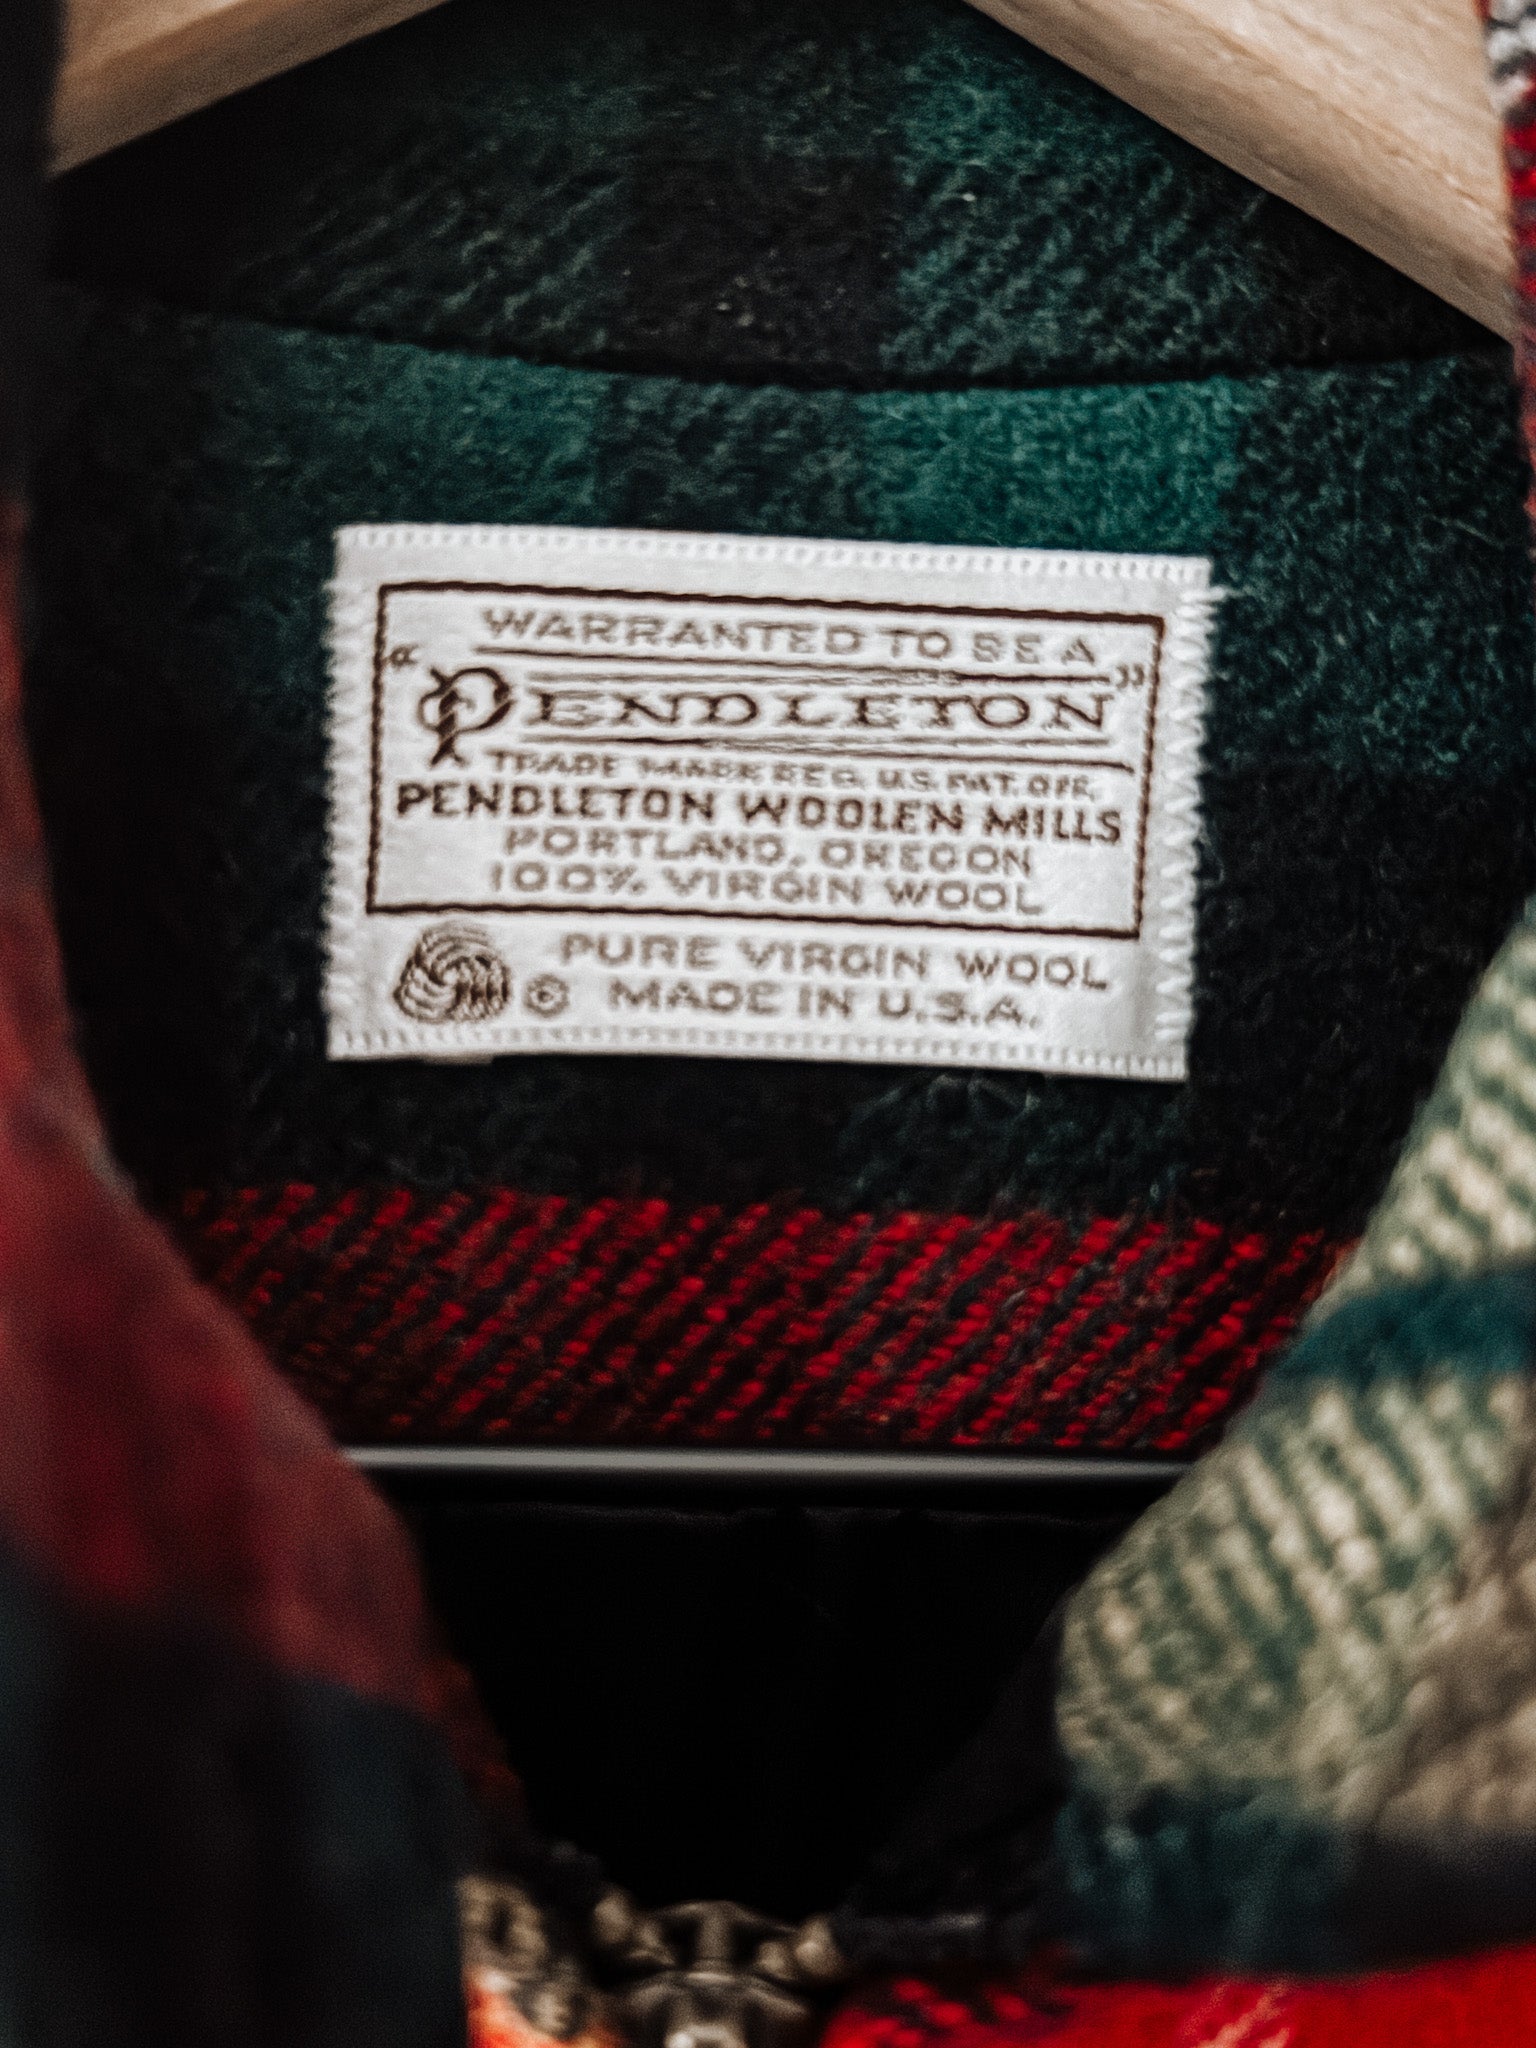 WARRANTED TO BE A
"PENDLETON"
TRADE MARK REG. U.S. PAT. OFF.
PENDLETON WOOLEN MILLS
PORTLAND, OREGON
100% VIRGIN WOOL
PURE VIRGIN WOOL
® MADE IN U.S.A.